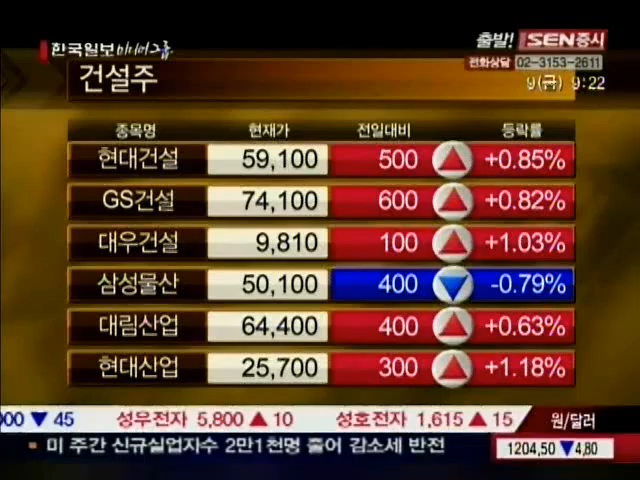 한국일보 미디어그룹
출발! SEN증시
전화상담 02-3153-2611
건설주
9(금) 9:22
종목명 현재가 전일대비 등락률
현대건설 59,100 500 ▲ +0.85%
GS건설 74,100 600 ▲ +0.82%
대우건설 9,810 100 ▲ +1.03%
삼성물산 50,100 400 ▼ -0.79%
대림산업 64,400 400 ▲ +0.63%
현대산업 25,700 300 ▲ +1.18%
000 ▼ 45 성우전자 5,800 ▲ 10 성호전자 1,615 ▲ 15 원/달러
미 주간 신규실업자수 2만1천명 줄어 감소세 반전 1204,50 ▼4,80